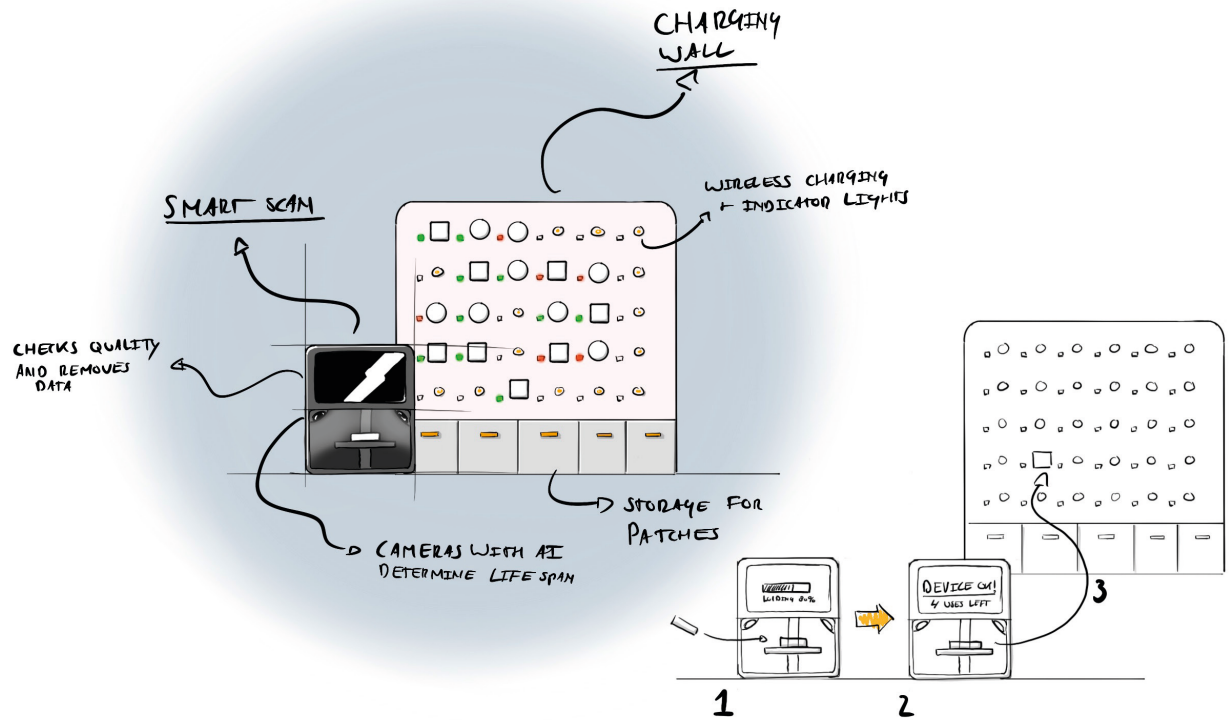 CHARGING
WALL
WIRELESS CHARGING
+ INDICATOR LIGHTS
SMART SCAN
CHECKS QUALITY
AND REMOVES
DATA
STORAGE FOR
PATCHES
CAMERAS WITH AI
DETERMINE LIFE SPAN
LOADING 80%
DEVICE OK!
4 USES LEFT
1
2
3